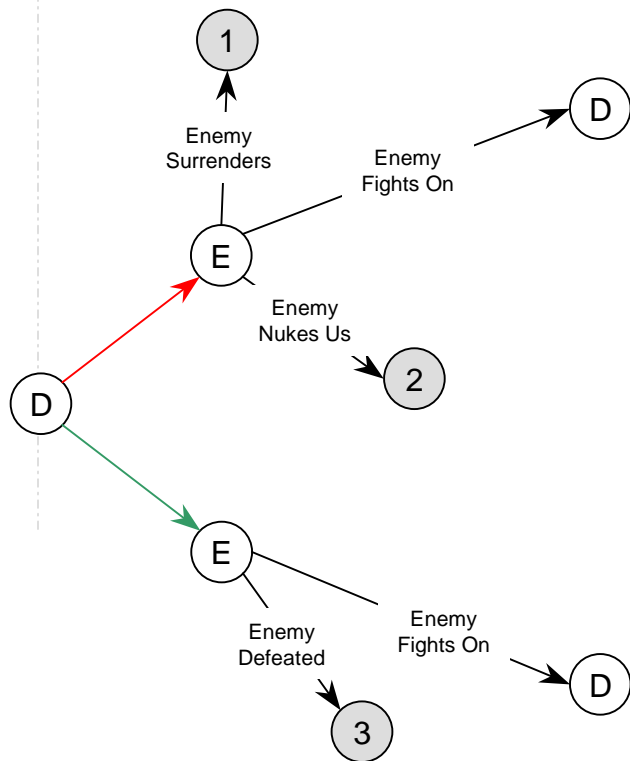 1
D
Enemy
Surrenders
Enemy
Fights On
E
Enemy
Nukes Us
2
D
E
Enemy
Fights On
Enemy
Defeated
D
3